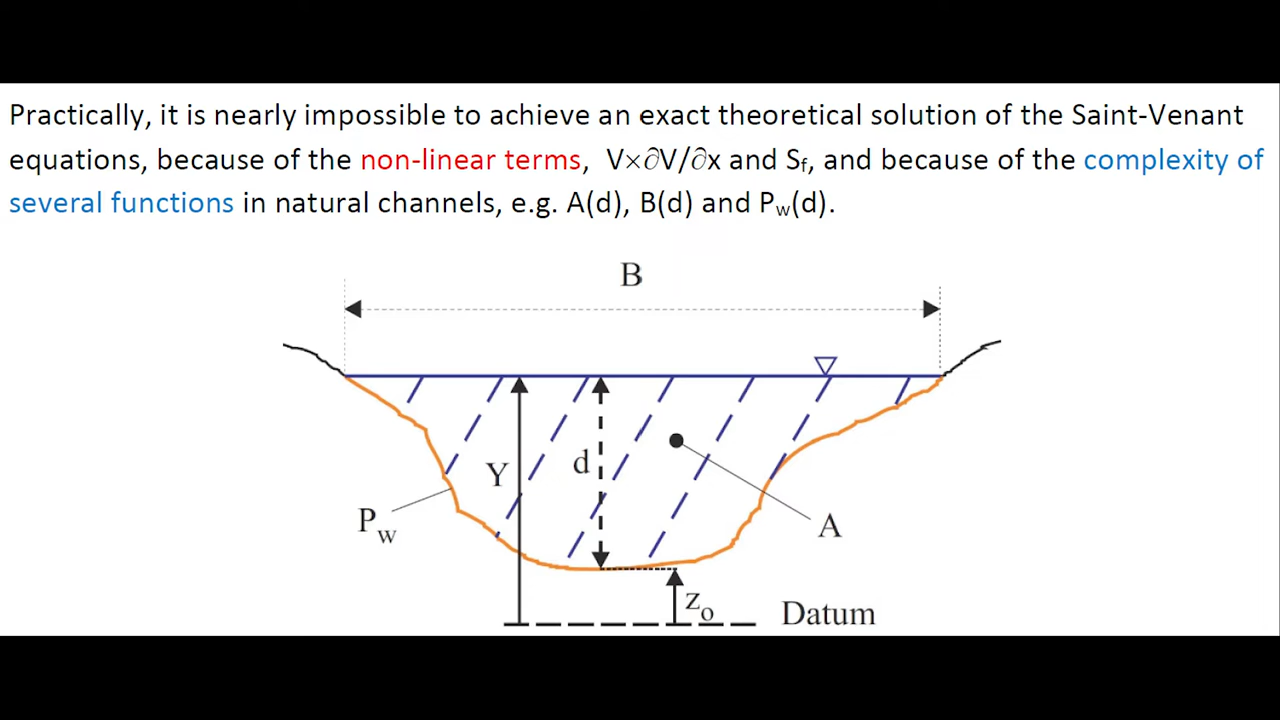 Practically, it is nearly impossible to achieve an exact theoretical solution of the Saint-Venant
equations, because of the non-linear terms, V×∂V/∂x and Sf, and because of the complexity of
several functions in natural channels, e.g. A(d), B(d) and Pw(d).
B
Y
d
Pw
A
zo
Datum